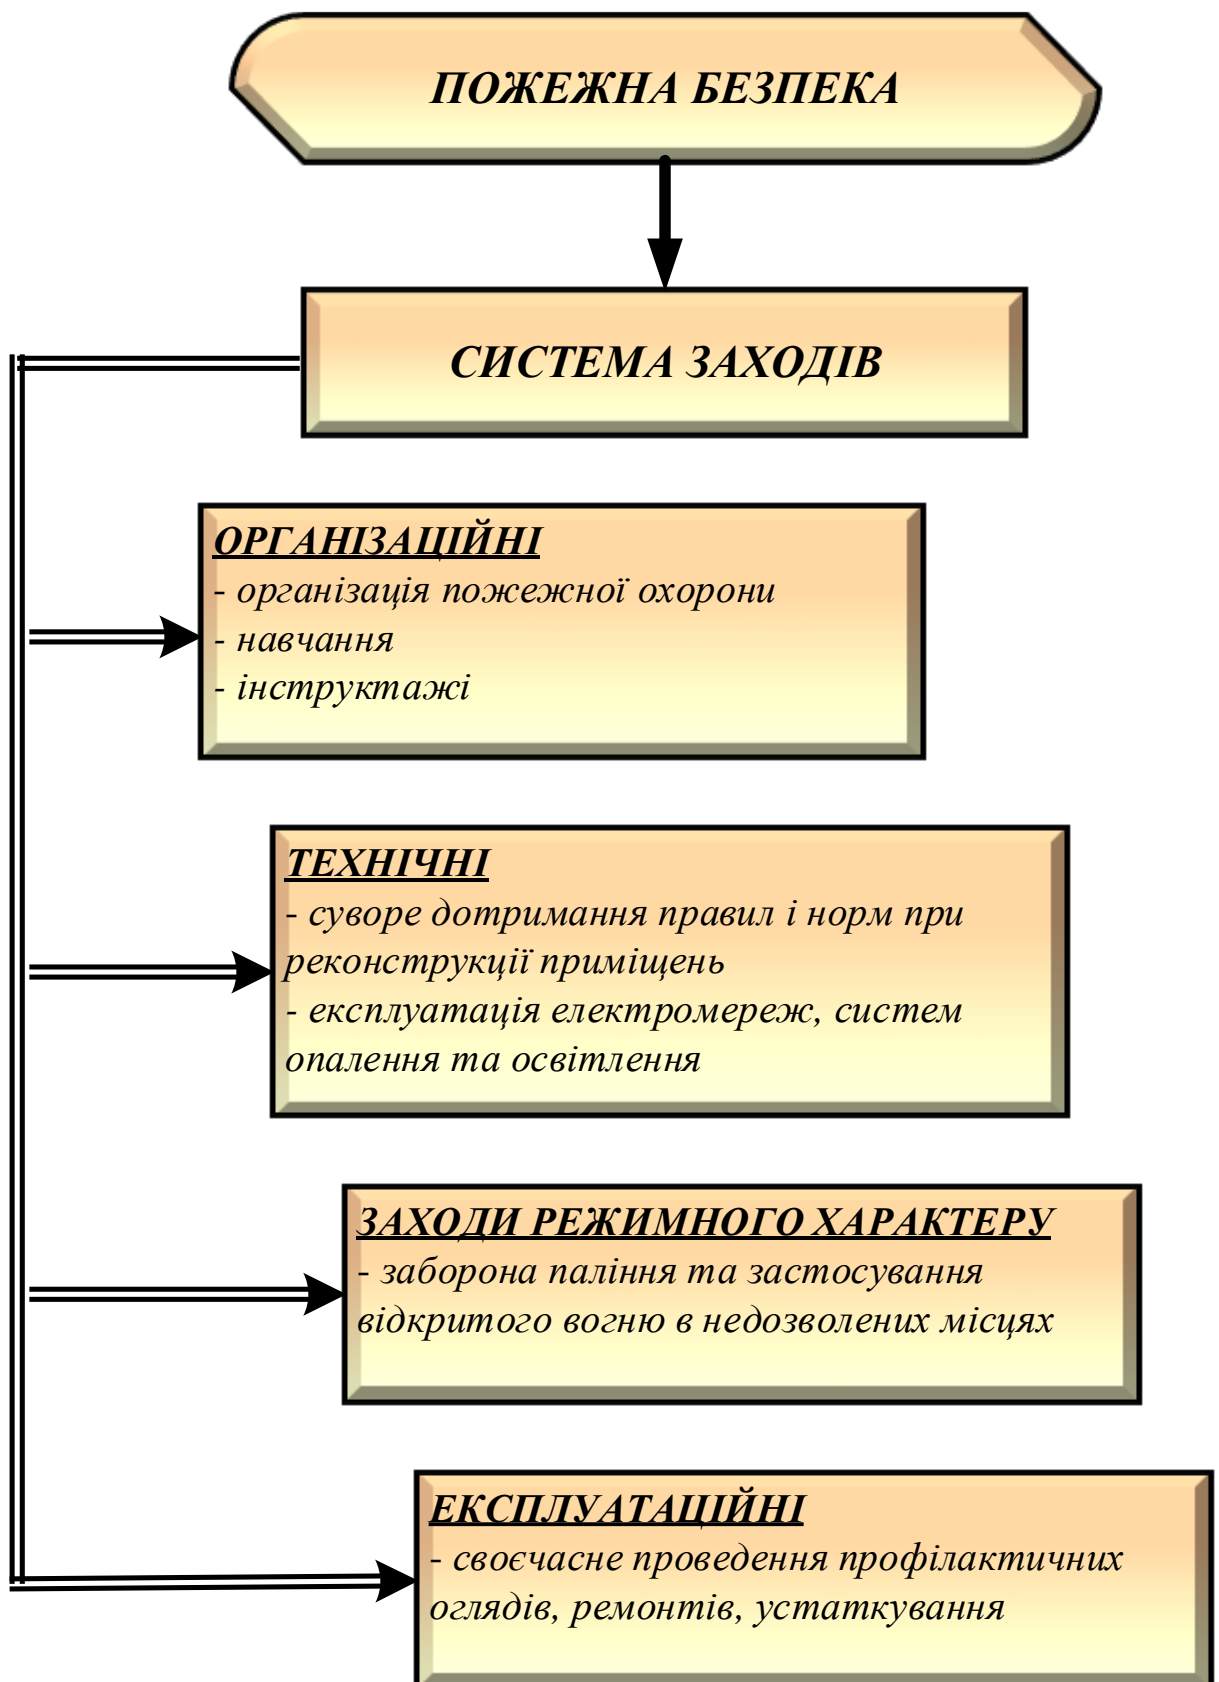 ПОЖЕЖНА БЕЗПЕКА
СИСТЕМА ЗАХОДІВ
ОРГАНІЗАЦІЙНІ
- організація пожежної охорони
- навчання
- інструктажі
ТЕХНІЧНІ
- суворе дотримання правил і норм при
реконструкції приміщень
- експлуатація електромереж, систем
опалення та освітлення
ЗАХОДИ РЕЖИМНОГО ХАРАКТЕРУ
- заборона паління та застосування
відкритого вогню в недозволених місцях
ЕКСПЛУАТАЦІЙНІ
- своєчасне проведення профілактичних
оглядів, ремонтів, устаткування